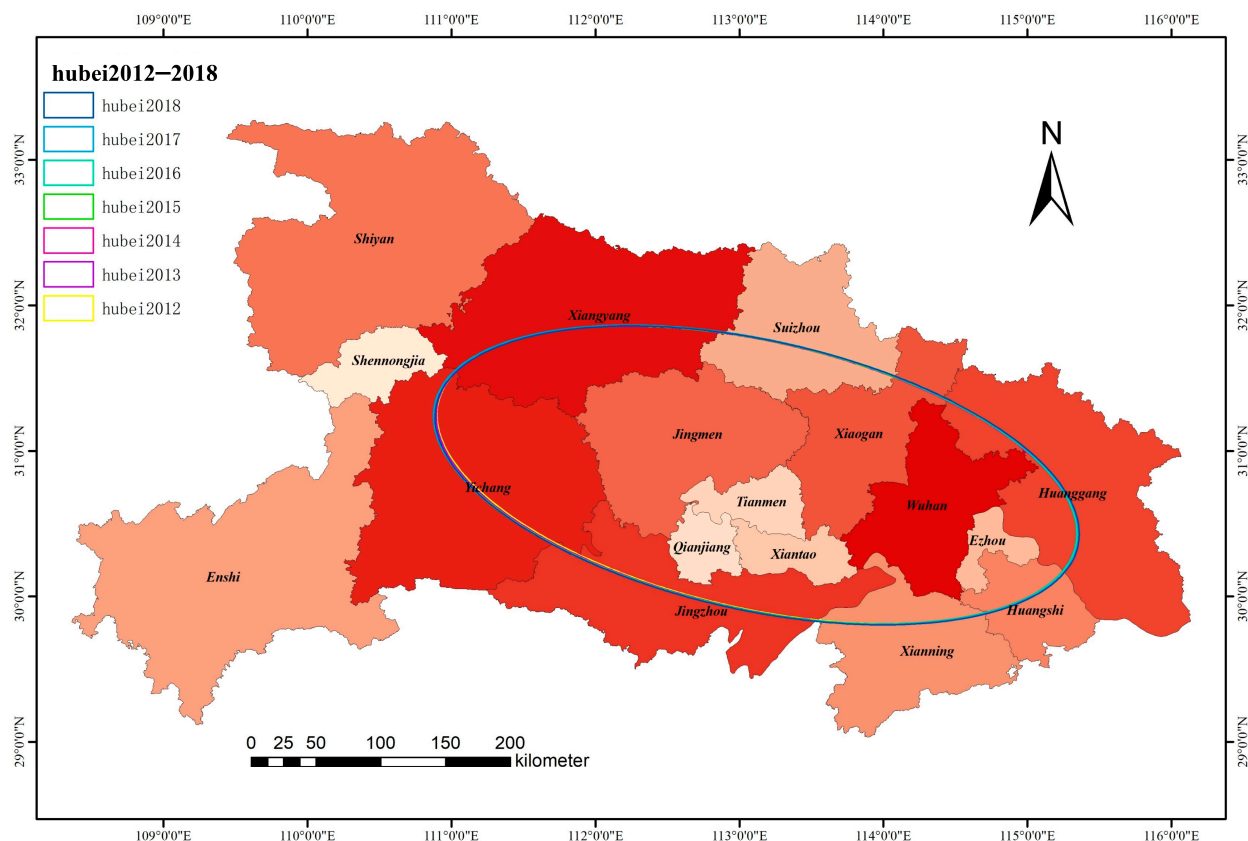 109°0'0"E 110°0'0"E 111°0'0"E 112°0'0"E 113°0'0"E 114°0'0"E 115°0'0"E 116°0'0"E
hubei2012−2018
hubei2018
hubei2017
hubei2016
hubei2015
hubei2014
hubei2013
hubei2012
N
33°0'0"N
32°0'0"N
31°0'0"N
30°0'0"N
29°0'0"N
33°0'0"N
32°0'0"N
31°0'0"N
30°0'0"N
29°0'0"N
Shiyan
Xiangyang
Suizhou
Shennongjia
Jingmen
Xiaogan
Yichang
Huanggang
Tianmen
Wuhan
Ezhou
Qianjiang
Xiantao
Enshi
Jingzhou
Huangshi
Xianning
0 25 50 100 150 200
kilometer
109°0'0"E 110°0'0"E 111°0'0"E 112°0'0"E 113°0'0"E 114°0'0"E 115°0'0"E 116°0'0"E